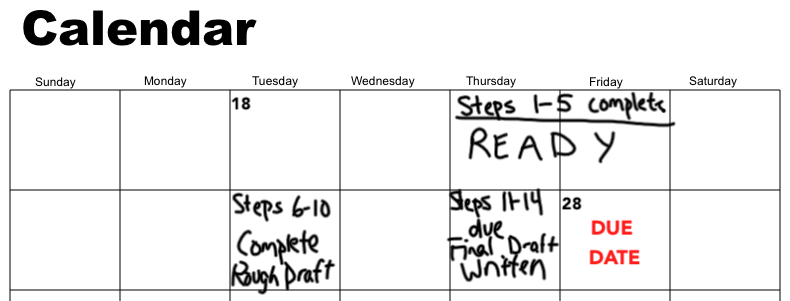 Calendar
Sunday Monday Tuesday Wednesday Thursday Friday Saturday
18
Steps 1-5 complete
READY
Steps 6-10
Complete
Rough Draft
Steps 11-14
due
Final Draft
Written
28
DUE
DATE